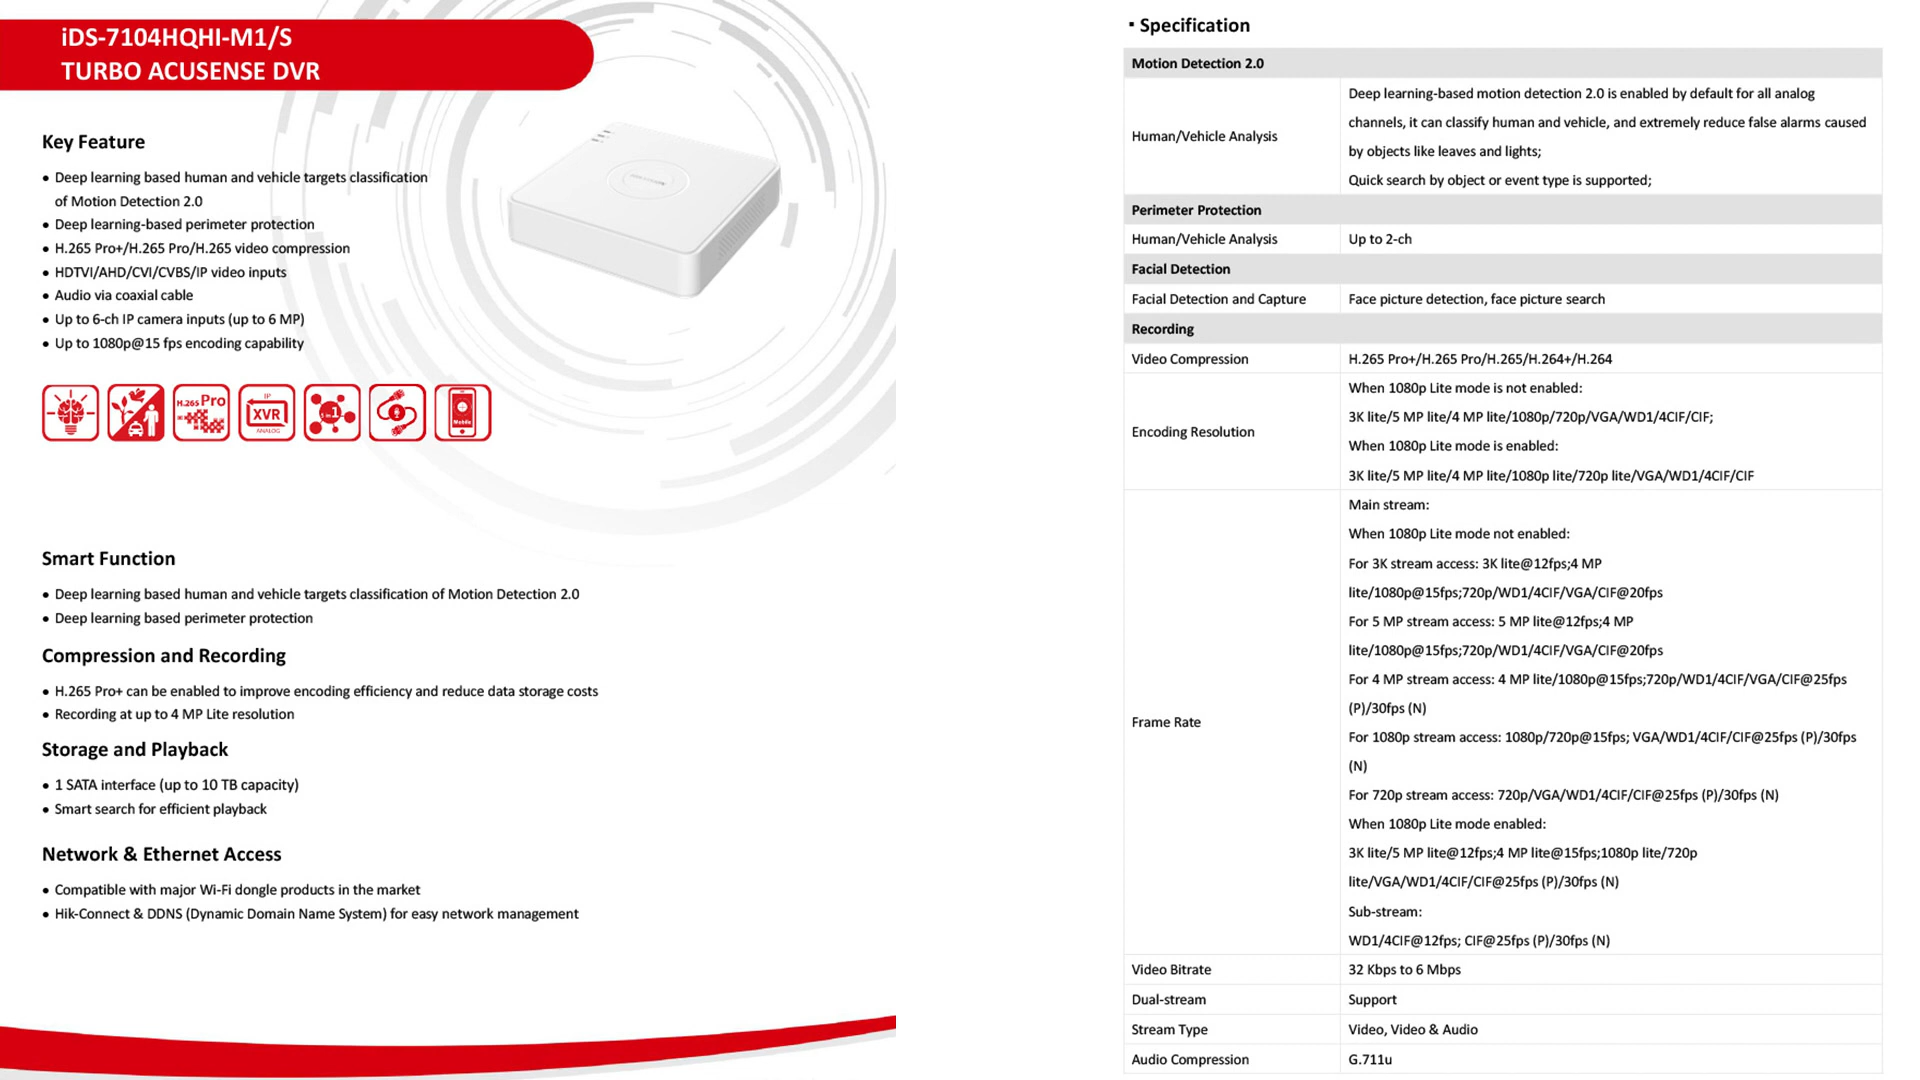 iDS-7104HQHI-M1/S
TURBO ACUSENSE DVR
Key Feature
● Deep learning based human and vehicle targets classification
of Motion Detection 2.0
● Deep learning-based perimeter protection
● H.265 Pro+/H.265 Pro/H.265 video compression
● HDTVI/AHD/CVI/CVBS/IP video inputs
● Audio via coaxial cable
● Up to 6-ch IP camera inputs (up to 6 MP)
● Up to 1080p@15 fps encoding capability
H.265 Pro
IP
XVR
ANALOG
Mobile
Smart Function
● Deep learning based human and vehicle targets classification of Motion Detection 2.0
● Deep learning based perimeter protection
Compression and Recording
● H.265 Pro+ can be enabled to improve encoding efficiency and reduce data storage costs
● Recording at up to 4 MP Lite resolution
Storage and Playback
● 1 SATA interface (up to 10 TB capacity)
● Smart search for efficient playback
Network & Ethernet Access
● Compatible with major Wi-Fi dongle products in the market
● Hik-Connect & DDNS (Dynamic Domain Name System) for easy network management
▪ Specification
Motion Detection 2.0
Human/Vehicle Analysis
Deep learning-based motion detection 2.0 is enabled by default for all analog
channels, it can classify human and vehicle, and extremely reduce false alarms caused
by objects like leaves and lights;
Quick search by object or event type is supported;
Perimeter Protection
Human/Vehicle Analysis Up to 2-ch
Facial Detection
Facial Detection and Capture Face picture detection, face picture search
Recording
Video Compression H.265 Pro+/H.265 Pro/H.265/H.264+/H.264
Encoding Resolution
When 1080p Lite mode is not enabled:
3K lite/5 MP lite/4 MP lite/1080p/720p/VGA/WD1/4CIF/CIF;
When 1080p Lite mode is enabled:
3K lite/5 MP lite/4 MP lite/1080p lite/720p lite/VGA/WD1/4CIF/CIF
Frame Rate
Main stream:
When 1080p Lite mode not enabled:
For 3K stream access: 3K lite@12fps;4 MP
lite/1080p@15fps;720p/WD1/4CIF/VGA/CIF@20fps
For 5 MP stream access: 5 MP lite@12fps;4 MP
lite/1080p@15fps;720p/WD1/4CIF/VGA/CIF@20fps
For 4 MP stream access: 4 MP lite/1080p@15fps;720p/WD1/4CIF/VGA/CIF@25fps
(P)/30fps (N)
For 1080p stream access: 1080p/720p@15fps; VGA/WD1/4CIF/CIF@25fps (P)/30fps
(N)
For 720p stream access: 720p/VGA/WD1/4CIF/CIF@25fps (P)/30fps (N)
When 1080p Lite mode enabled:
3K lite/5 MP lite@12fps;4 MP lite@15fps;1080p lite/720p
lite/VGA/WD1/4CIF/CIF@25fps (P)/30fps (N)
Sub-stream:
WD1/4CIF@12fps; CIF@25fps (P)/30fps (N)
Video Bitrate 32 Kbps to 6 Mbps
Dual-stream Support
Stream Type Video, Video & Audio
Audio Compression G.711u